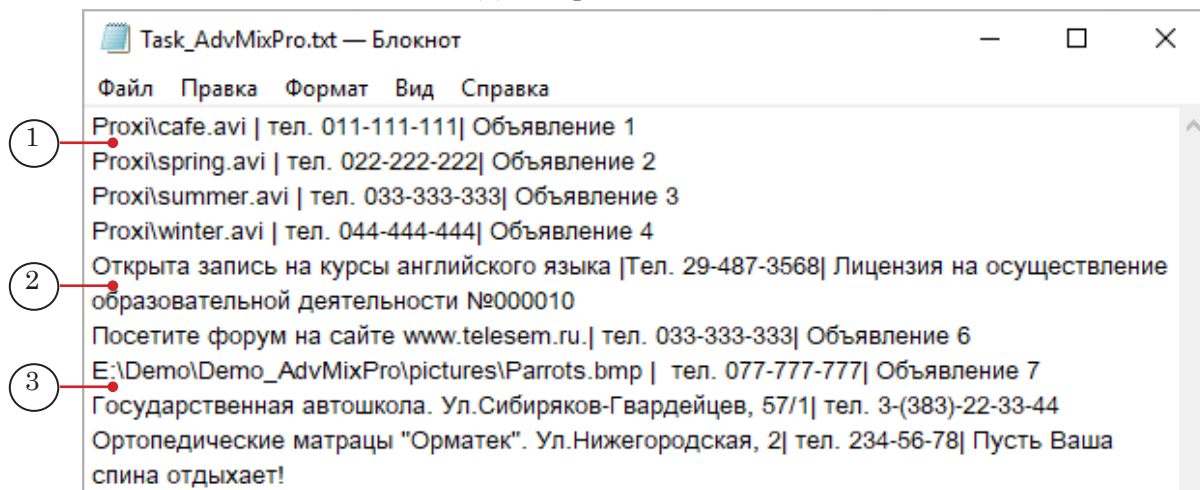 Task_AdvMixPro.txt — Блокнот
Файл Правка Формат Вид Справка
1
Proxi\cafe.avi | тел. 011-111-111| Объявление 1
Proxi\spring.avi | тел. 022-222-222| Объявление 2
Proxi\summer.avi | тел. 033-333-333| Объявление 3
Proxi\winter.avi | тел. 044-444-444| Объявление 4
2
Открыта запись на курсы английского языка |Тел. 29-487-3568| Лицензия на осуществление
образовательной деятельности №000010
Посетите форум на сайте www.telesem.ru.| тел. 033-333-333| Объявление 6
3
E:\Demo\Demo_AdvMixPro\pictures\Parrots.bmp | тел. 077-777-777| Объявление 7
Государственная автошкола. Ул.Сибиряков-Гвардейцев, 57/1| тел. 3-(383)-22-33-44
Ортопедические матрацы "Орматек". Ул.Нижегородская, 2| тел. 234-56-78| Пусть Ваша
спина отдыхает!